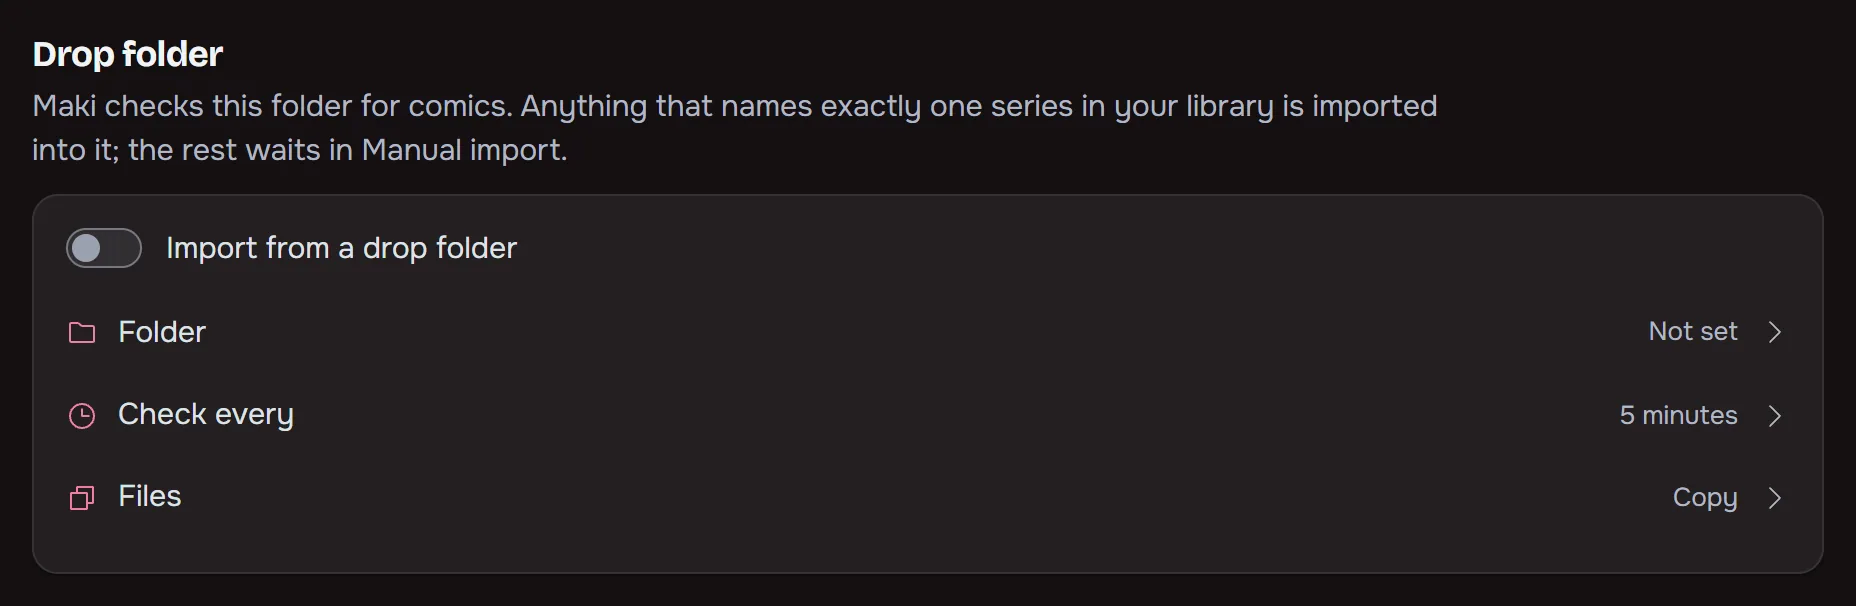 Drop folder
Maki checks this folder for comics. Anything that names exactly one series in your library is imported
into it; the rest waits in Manual import.
Import from a drop folder
Folder Not set
Check every 5 minutes
Files Copy